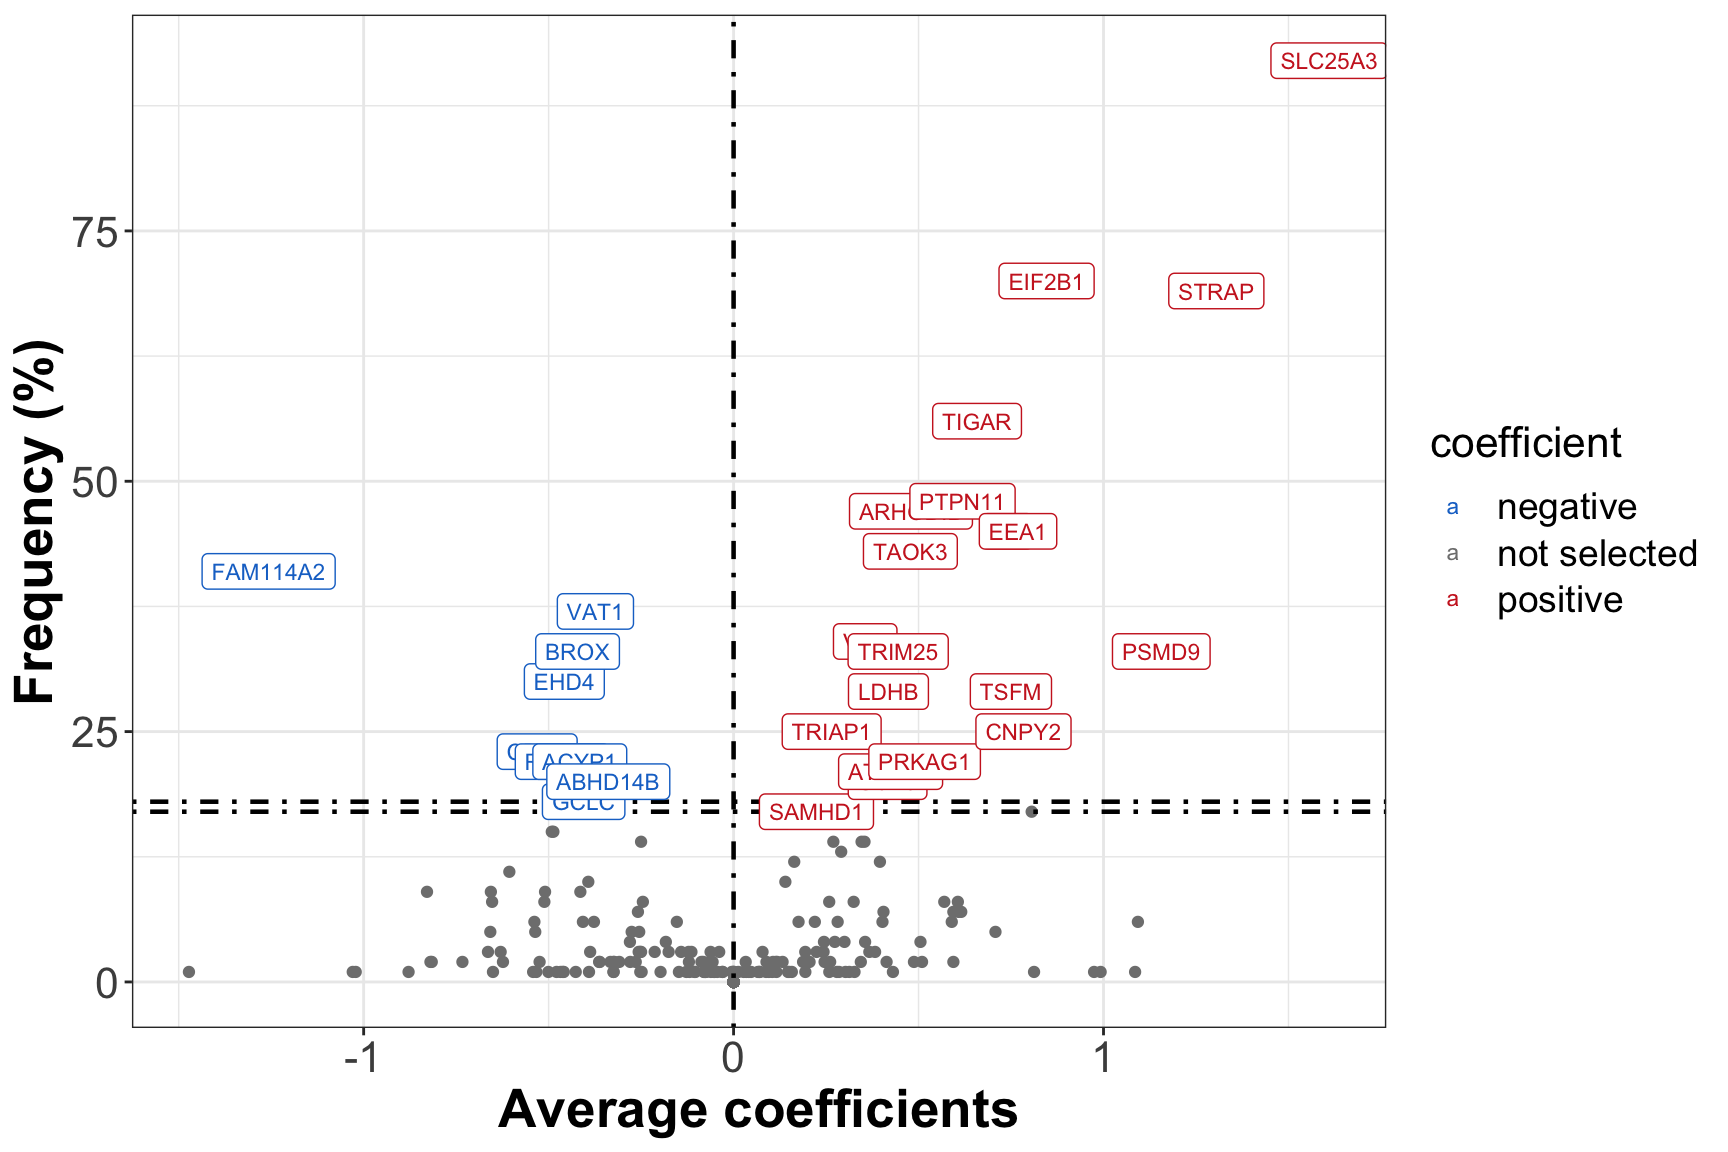 SLC25A3
75
EIF2B1
STRAP
TIGAR
50
PTPN11
EEA1
TAOK3
FAM114A2
VAT1
BROX
TRIM25
PSMD9
EHD4
LDHB
TSFM
25
TRIAP1
CNPY2
PRKAG1
ABHD14B
GCLC
SAMHD1
0
-1
0
1
Average coefficients
Frequency (%)
coefficient
a negative
a not selected
a positive